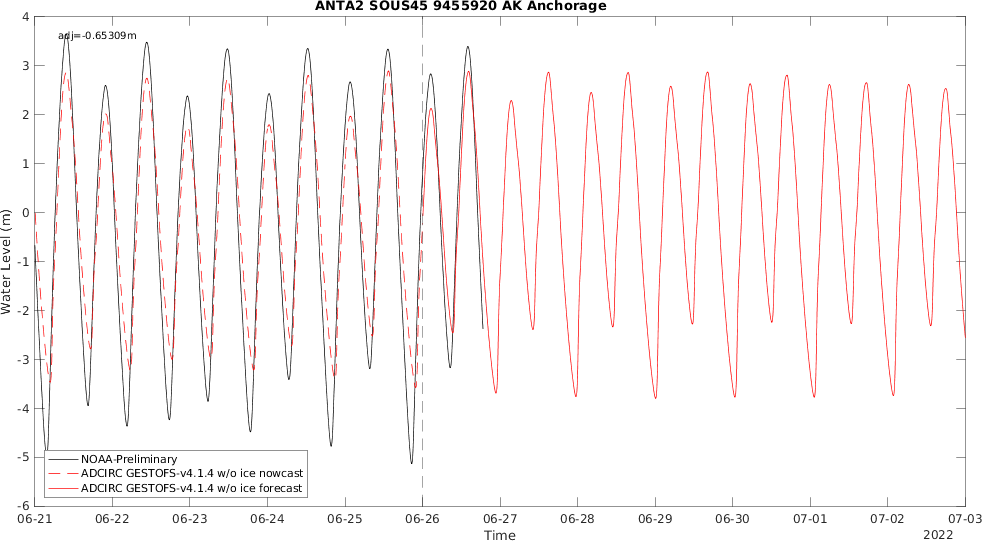 ANTA2 SOUS45 9455920 AK Anchorage
adj=-0.65309m
4
3
2
1
0
-1
-2
-3
-4
-5
-6
Water Level (m)
NOAA-Preliminary
ADCIRC GESTOFS-v4.1.4 w/o ice nowcast
ADCIRC GESTOFS-v4.1.4 w/o ice forecast
06-21 06-22 06-23 06-24 06-25 06-26 06-27 06-28 06-29 06-30 07-01 07-02 07-03
Time
2022